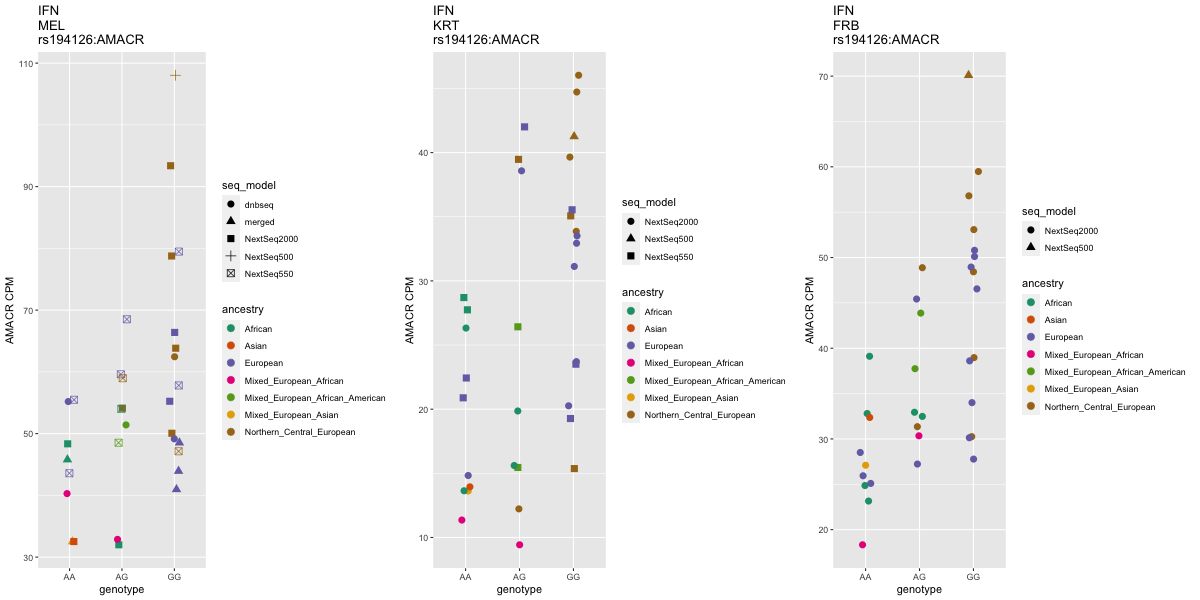 IFN
MEL
rs194126:AMACR
110
90
70
50
30
AMACR CPM
AA
AG
GG
genotype
seq_model
dnbseq
merged
NextSeq2000
NextSeq500
NextSeq550
ancestry
African
Asian
European
Mixed_European_African
Mixed_European_African_American
Mixed_European_Asian
Northern_Central_European
IFN
KRT
rs194126:AMACR
40
30
20
10
AMACR CPM
AA
AG
GG
genotype
seq_model
NextSeq2000
NextSeq500
NextSeq550
ancestry
African
Asian
European
Mixed_European_African
Mixed_European_African_American
Mixed_European_Asian
Northern_Central_European
IFN
FRB
rs194126:AMACR
70
60
50
40
30
20
AMACR CPM
AA
AG
GG
genotype
seq_model
NextSeq2000
NextSeq500
ancestry
African
Asian
European
Mixed_European_African
Mixed_European_African_American
Mixed_European_Asian
Northern_Central_European